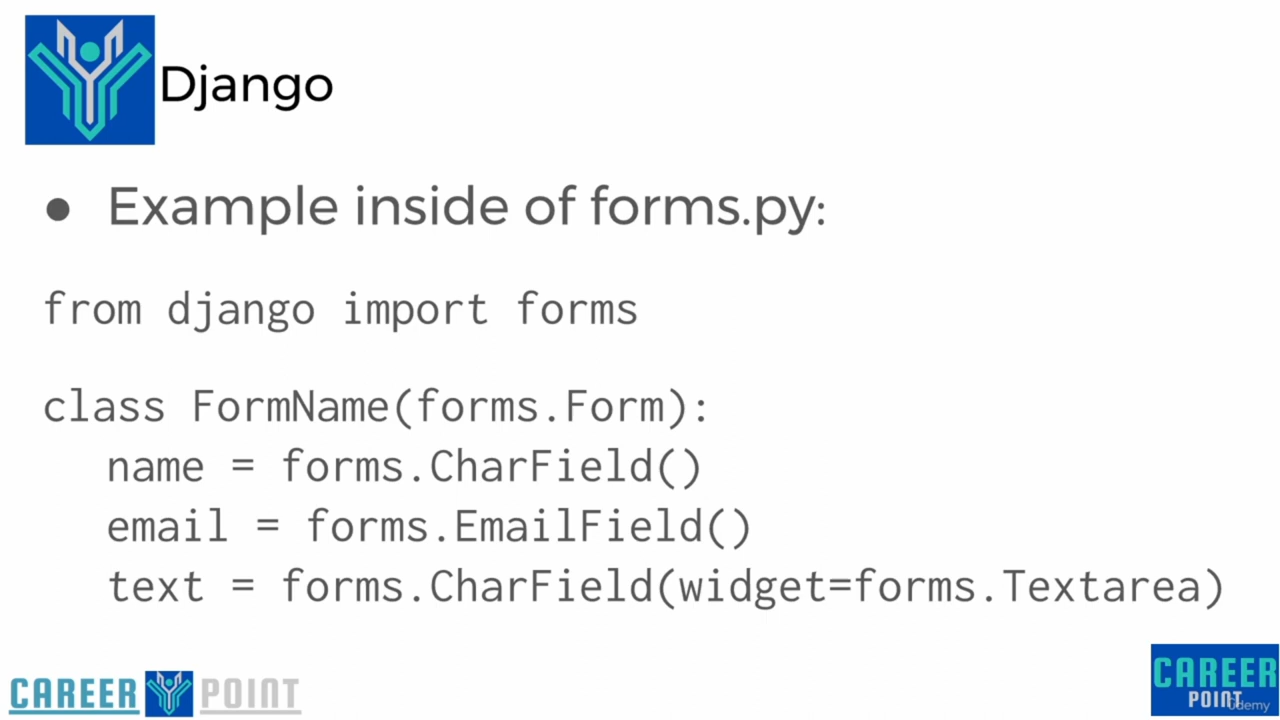 Django
● Example inside of forms.py:
from django import forms
class FormName(forms.Form):
name = forms.CharField()
email = forms.EmailField()
text = forms.CharField(widget=forms.Textarea)
CAREER POINT
CAREER
POINT
ûdemy